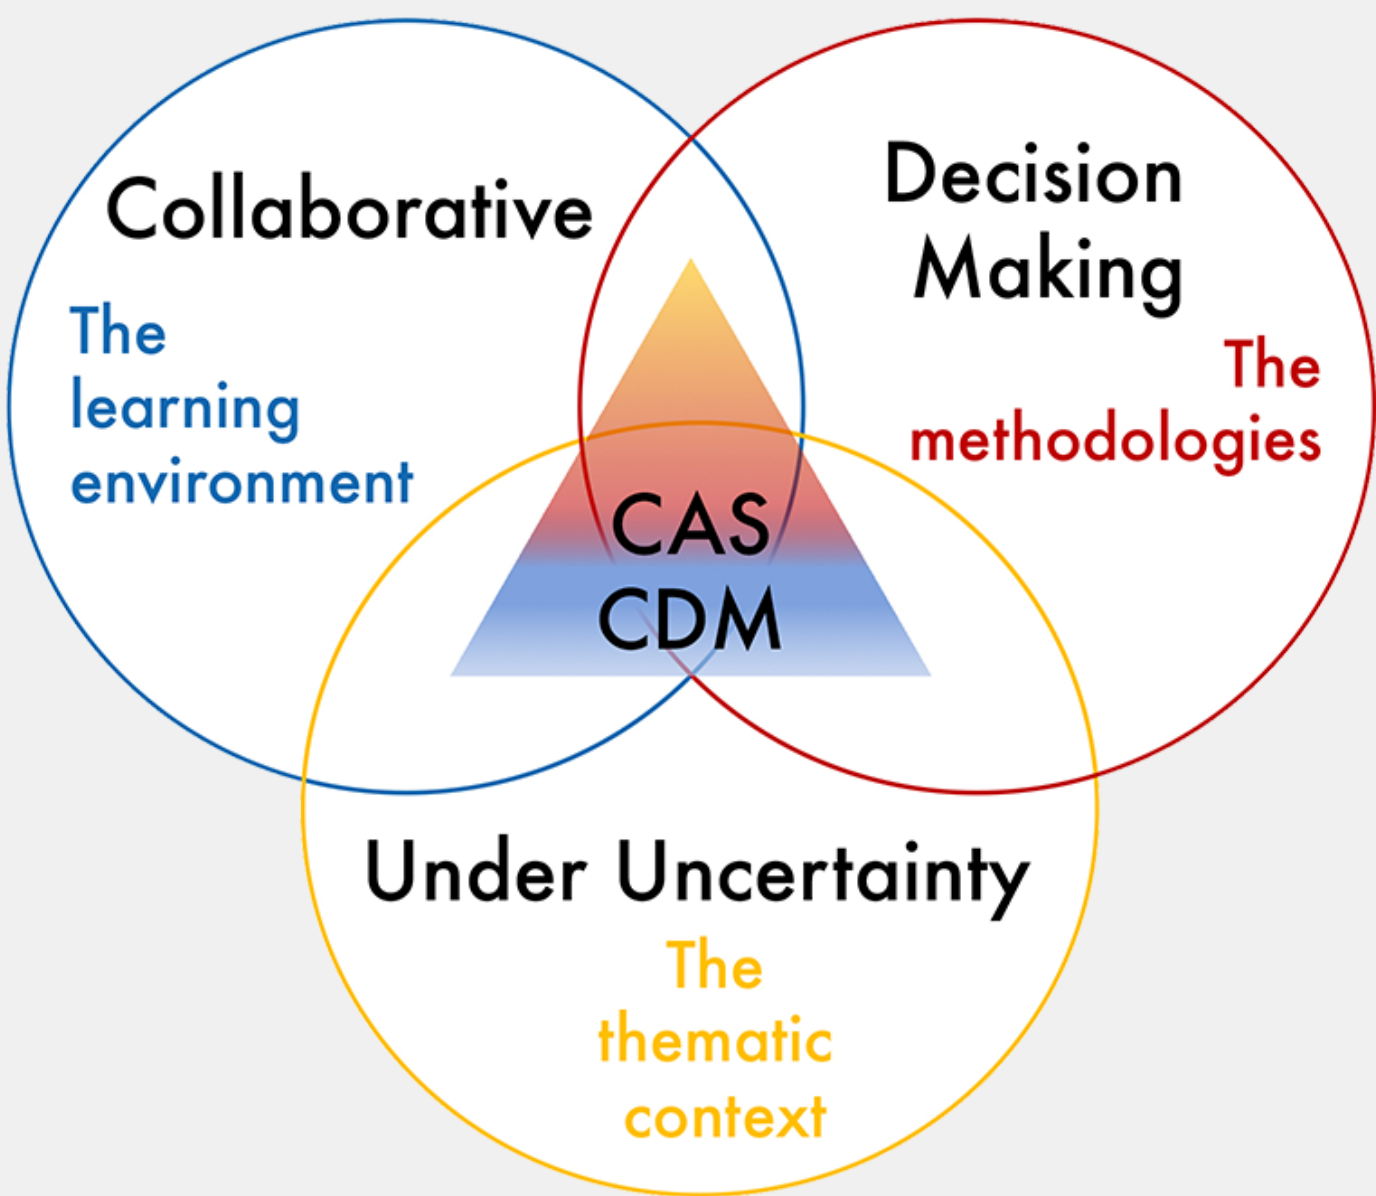 Collaborative
The
learning
environment
Decision
Making
The
methodologies
CAS
CDM
Under Uncertainty
The
thematic
context